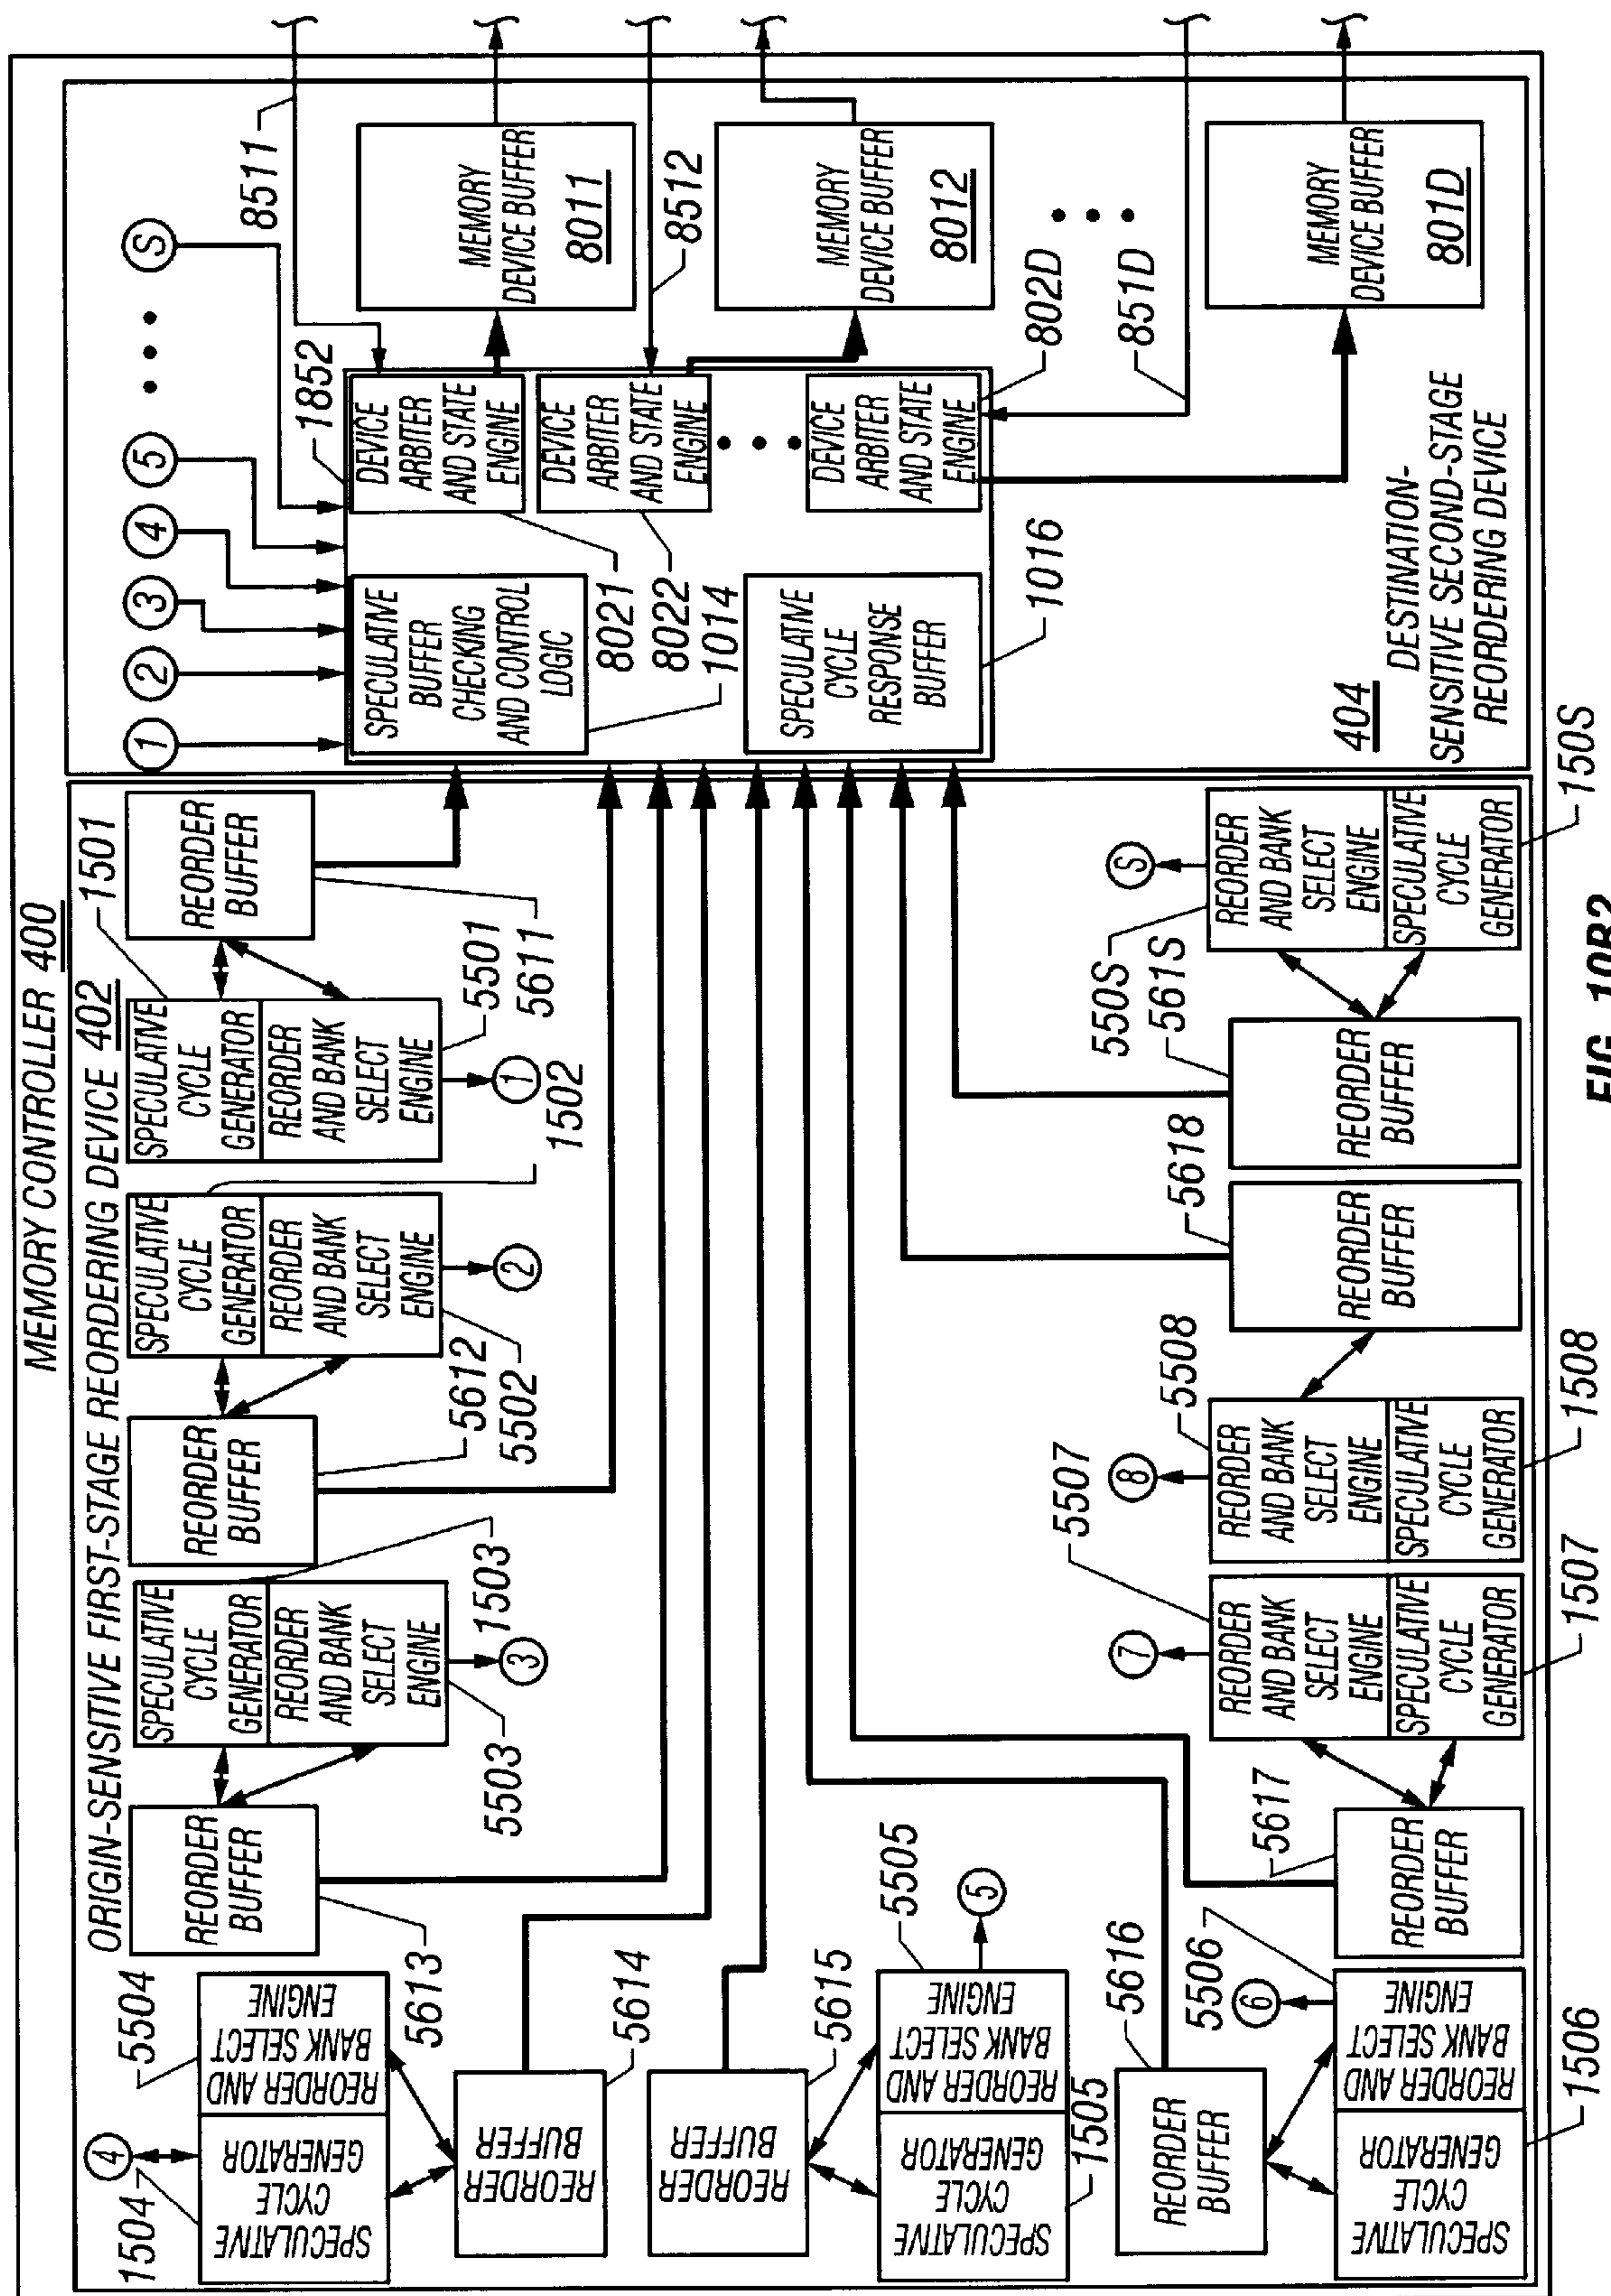 MEMORY CONTROLLER 400
ORIGIN-SENSITIVE FIRST-STAGE REORDERING DEVICE 402
1504
4
5504
SPECULATIVE
CYCLE
GENERATOR
REORDER AND
BANK SELECT
ENGINE
5613
REORDER
BUFFER
5614
REORDER
BUFFER
5503
SPECULATIVE
CYCLE
GENERATOR
REORDER
AND BANK
SELECT
ENGINE
1503
3
REORDER
BUFFER
5612
5502
SPECULATIVE
CYCLE
GENERATOR
REORDER
AND BANK
SELECT
ENGINE
2
1502
SPECULATIVE
CYCLE
GENERATOR
REORDER
AND BANK
SELECT
ENGINE
1
1501
5501
5611
REORDER
BUFFER
REORDER
BUFFER
5615
SPECULATIVE
CYCLE
GENERATOR
REORDER AND
BANK SELECT
ENGINE
1505
5505
5
REORDER
BUFFER
5616
5506
6
SPECULATIVE
CYCLE
GENERATOR
REORDER AND
BANK SELECT
ENGINE
1506
5617
REORDER
BUFFER
5507
7
REORDER
AND BANK
SELECT
ENGINE
SPECULATIVE
CYCLE
GENERATOR
1507
5508
8
REORDER
AND BANK
SELECT
ENGINE
SPECULATIVE
CYCLE
GENERATOR
1508
5618
REORDER
BUFFER
550S
561S
REORDER
BUFFER
S
REORDER
AND BANK
SELECT
ENGINE
SPECULATIVE
CYCLE
GENERATOR
150S
1
2
3
4
5
• • •
S
1852
8511
SPECULATIVE
BUFFER
CHECKING
AND CONTROL
LOGIC
DEVICE
ARBITER
AND STATE
ENGINE
MEMORY
DEVICE BUFFER
8011
8021
8022
1014
DEVICE
ARBITER
AND STATE
ENGINE
8512
MEMORY
DEVICE BUFFER
8012
• • •
SPECULATIVE
CYCLE
RESPONSE
BUFFER
1016
DEVICE
ARBITER
AND STATE
ENGINE
802D
851D
• • •
MEMORY
DEVICE BUFFER
801D
404
DESTINATION-
SENSITIVE SECOND-STAGE
REORDERING DEVICE
FIG. 10B2